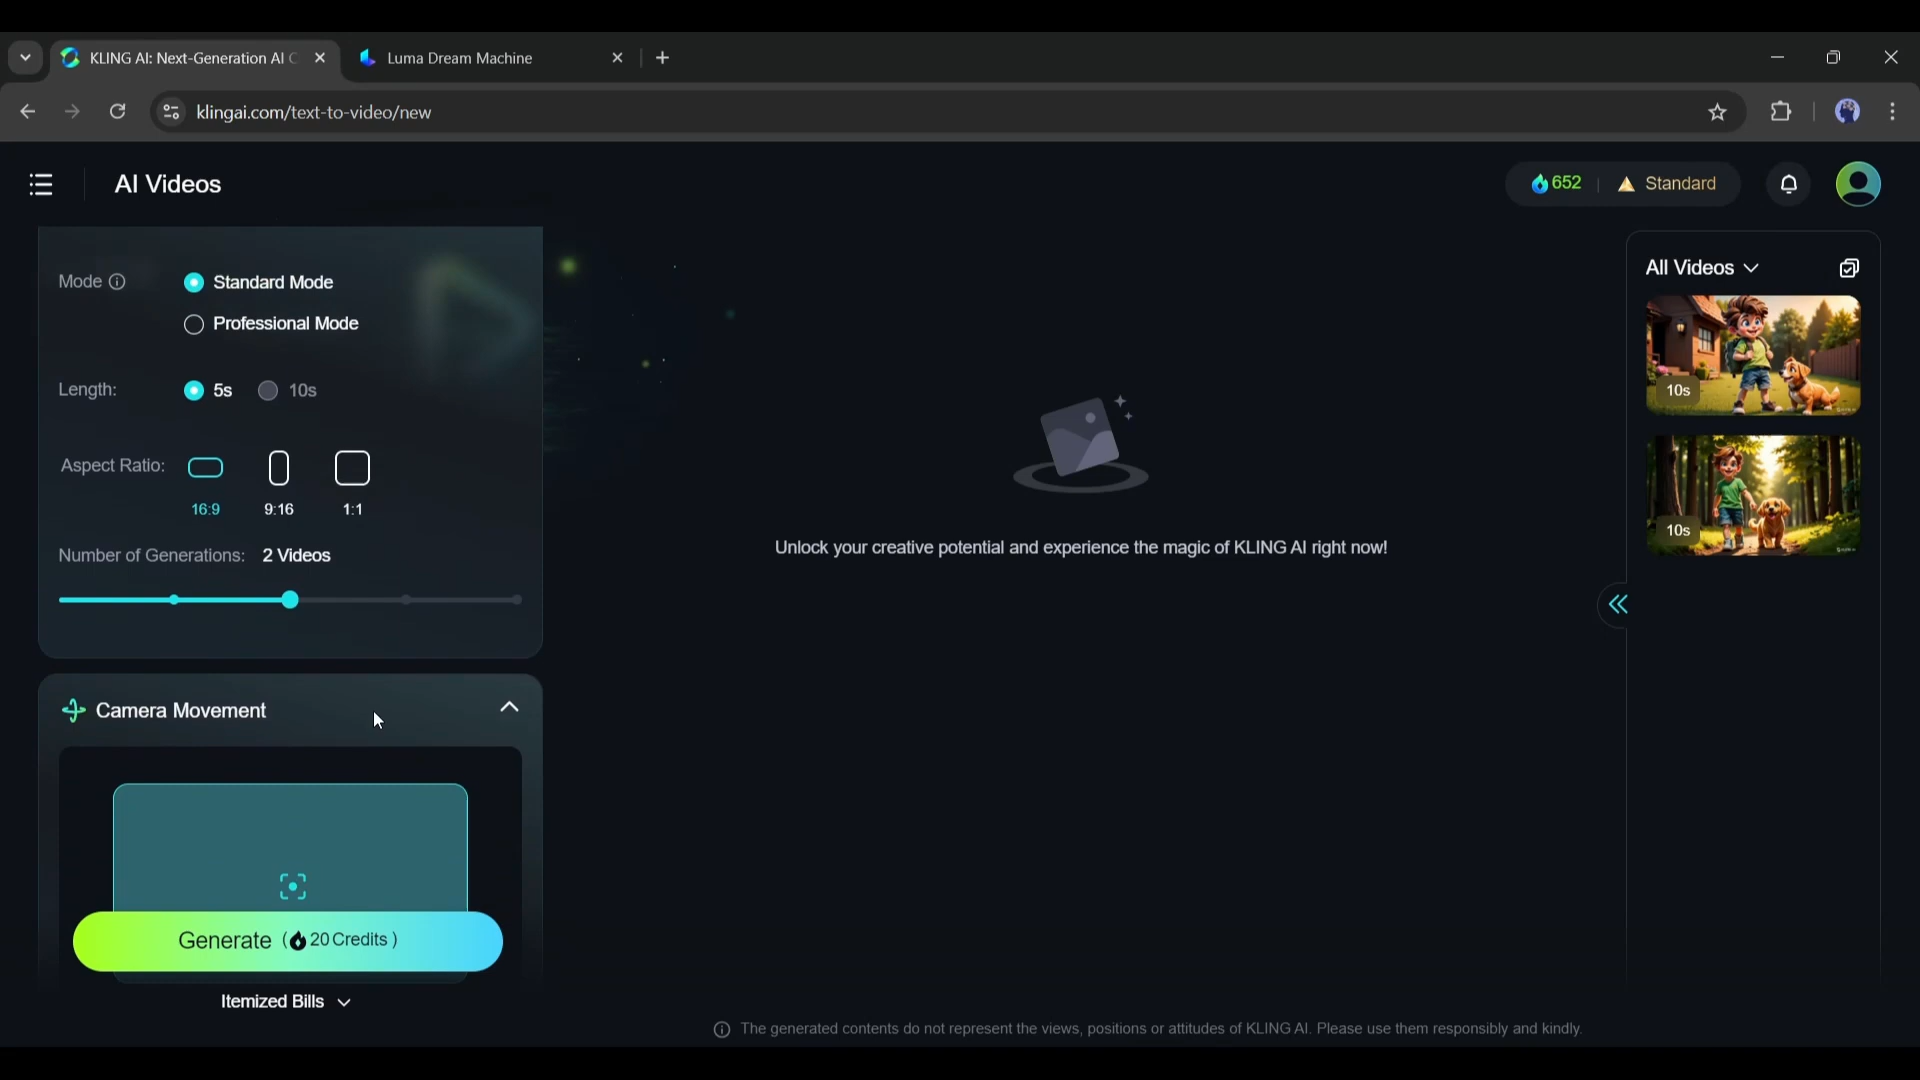 KLING AI: Next-Generation AI C
Luma Dream Machine
klingai.com/text-to-video/new
AI Videos
652
Standard
Mode
Standard Mode
Professional Mode
Length:
5s
10s
Aspect Ratio:
16:9
9:16
1:1
Number of Generations: 2 Videos
Camera Movement
Generate ( 20 Credits )
Itemized Bills
Unlock your creative potential and experience the magic of KLING AI right now!
All Videos
10s
10s
The generated contents do not represent the views, positions or attitudes of KLING AI. Please use them responsibly and kindly.